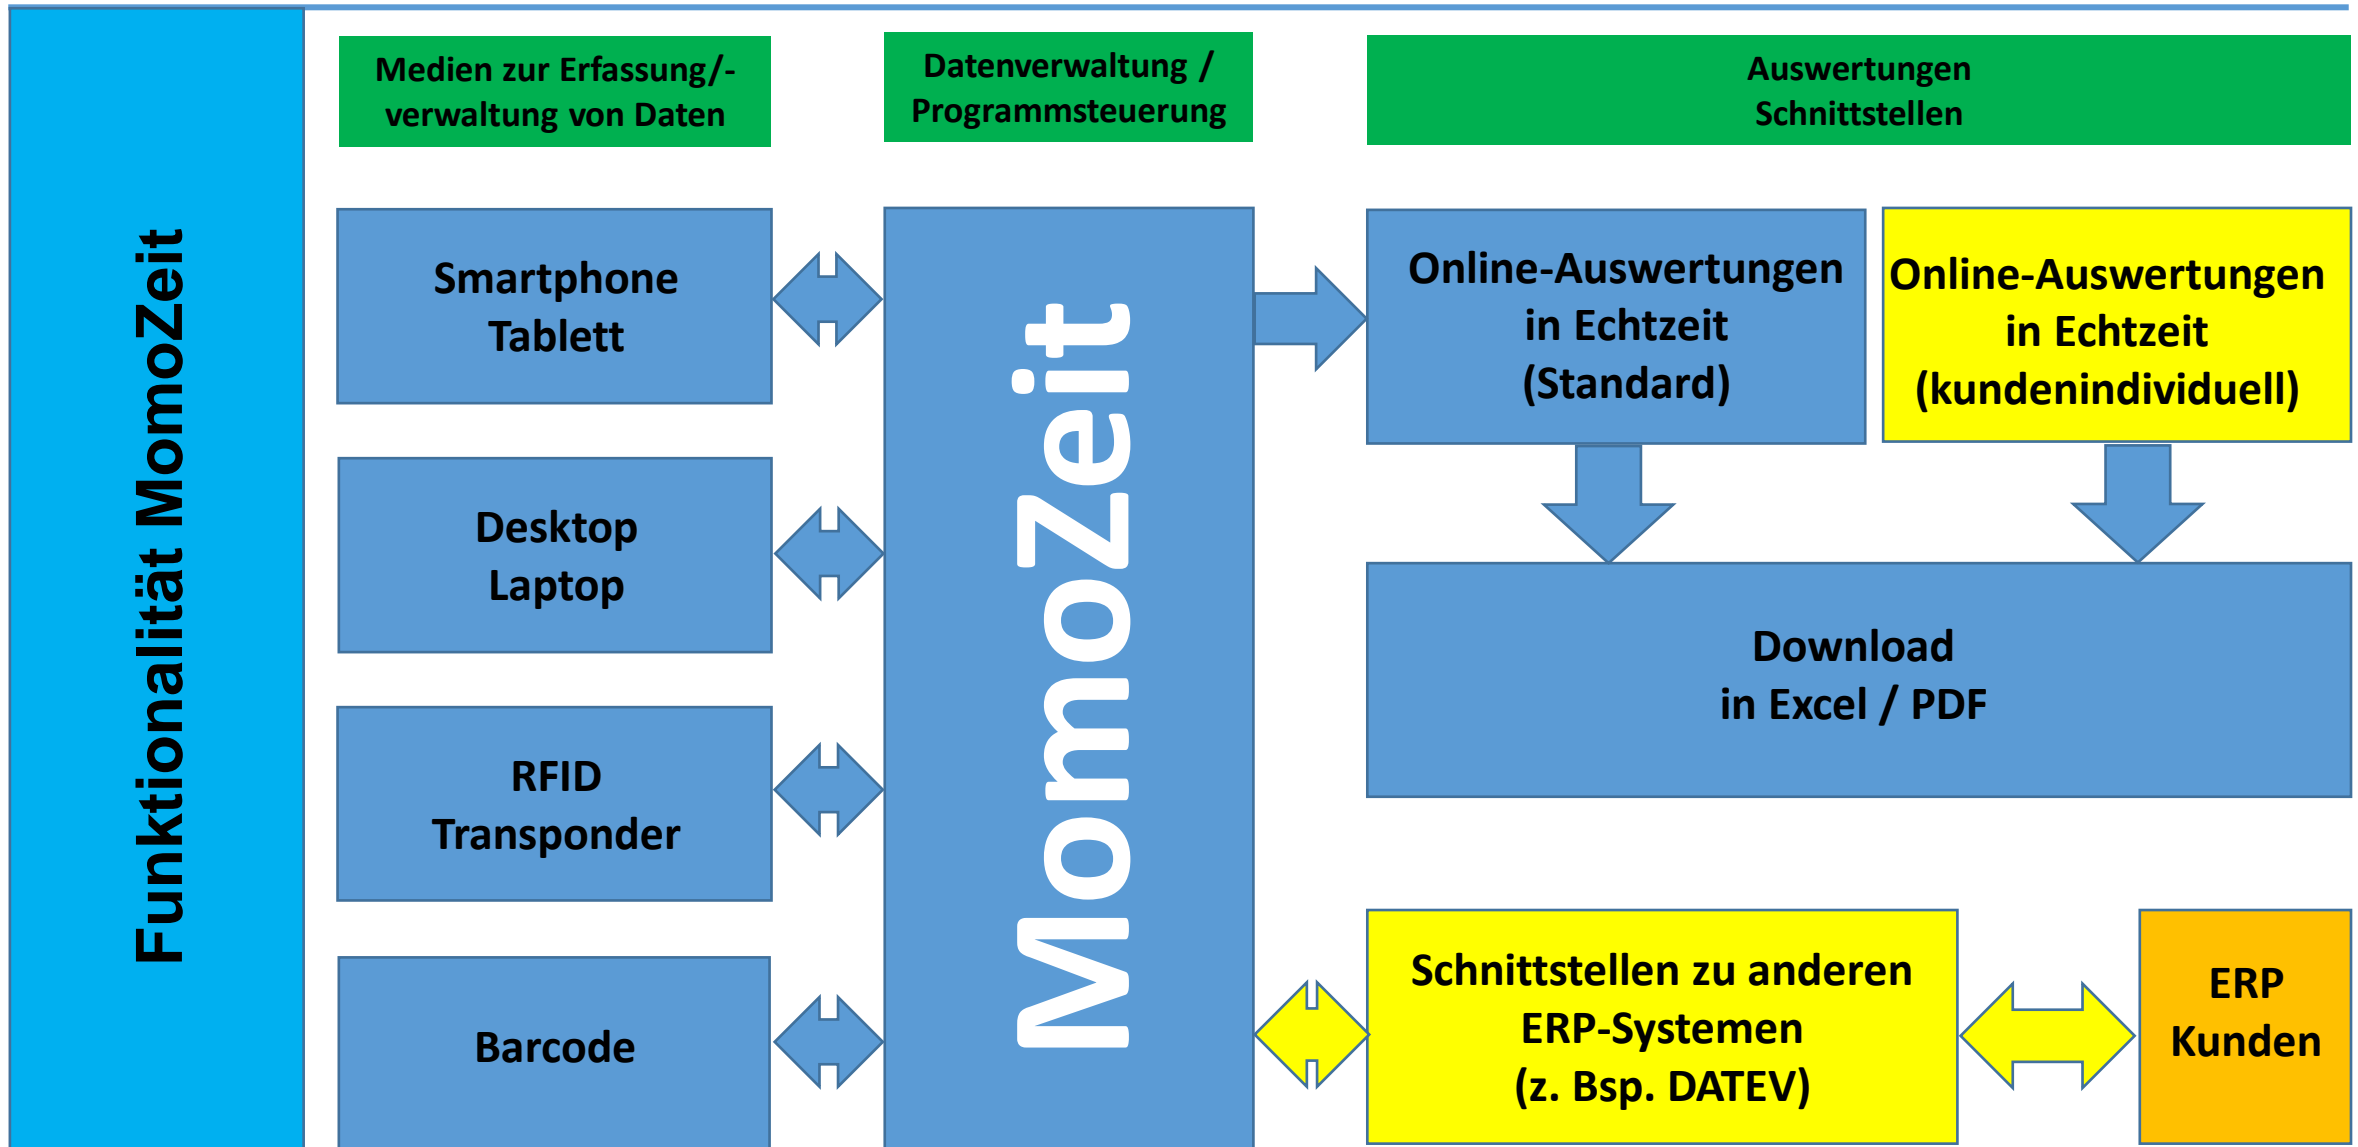 Funktionalität MomoZeit
Medien zur Erfassung/-
verwaltung von Daten
Datenverwaltung /
Programmsteuerung
Auswertungen
Schnittstellen
Smartphone
Tablett
Desktop
Laptop
RFID
Transponder
Barcode
MomoZeit
Online-Auswertungen
in Echtzeit
(Standard)
Online-Auswertungen
in Echtzeit
(kundenindividuell)
Download
in Excel / PDF
Schnittstellen zu anderen
ERP-Systemen
(z. Bsp. DATEV)
ERP
Kunden